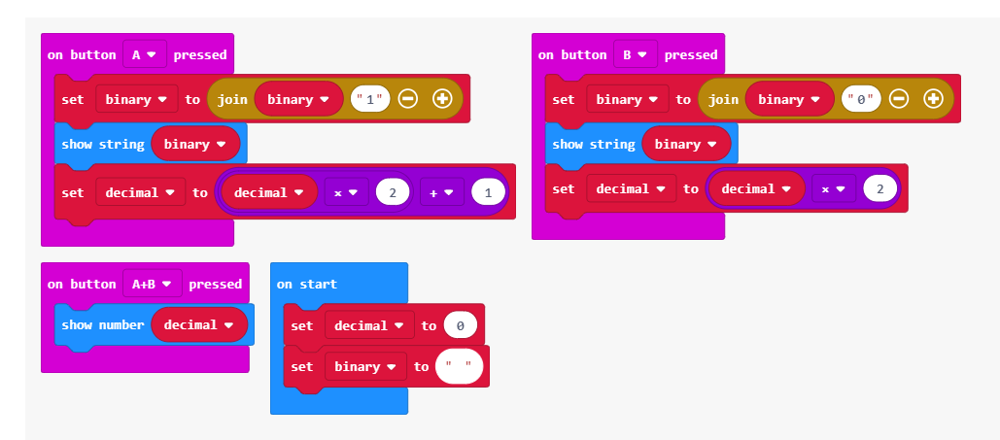 on button A pressed
set binary to join binary "1"
show string binary
set decimal to decimal × 2 + 1
on button B pressed
set binary to join binary "0"
show string binary
set decimal to decimal × 2
on button A+B pressed
show number decimal
on start
set decimal to 0
set binary to " "